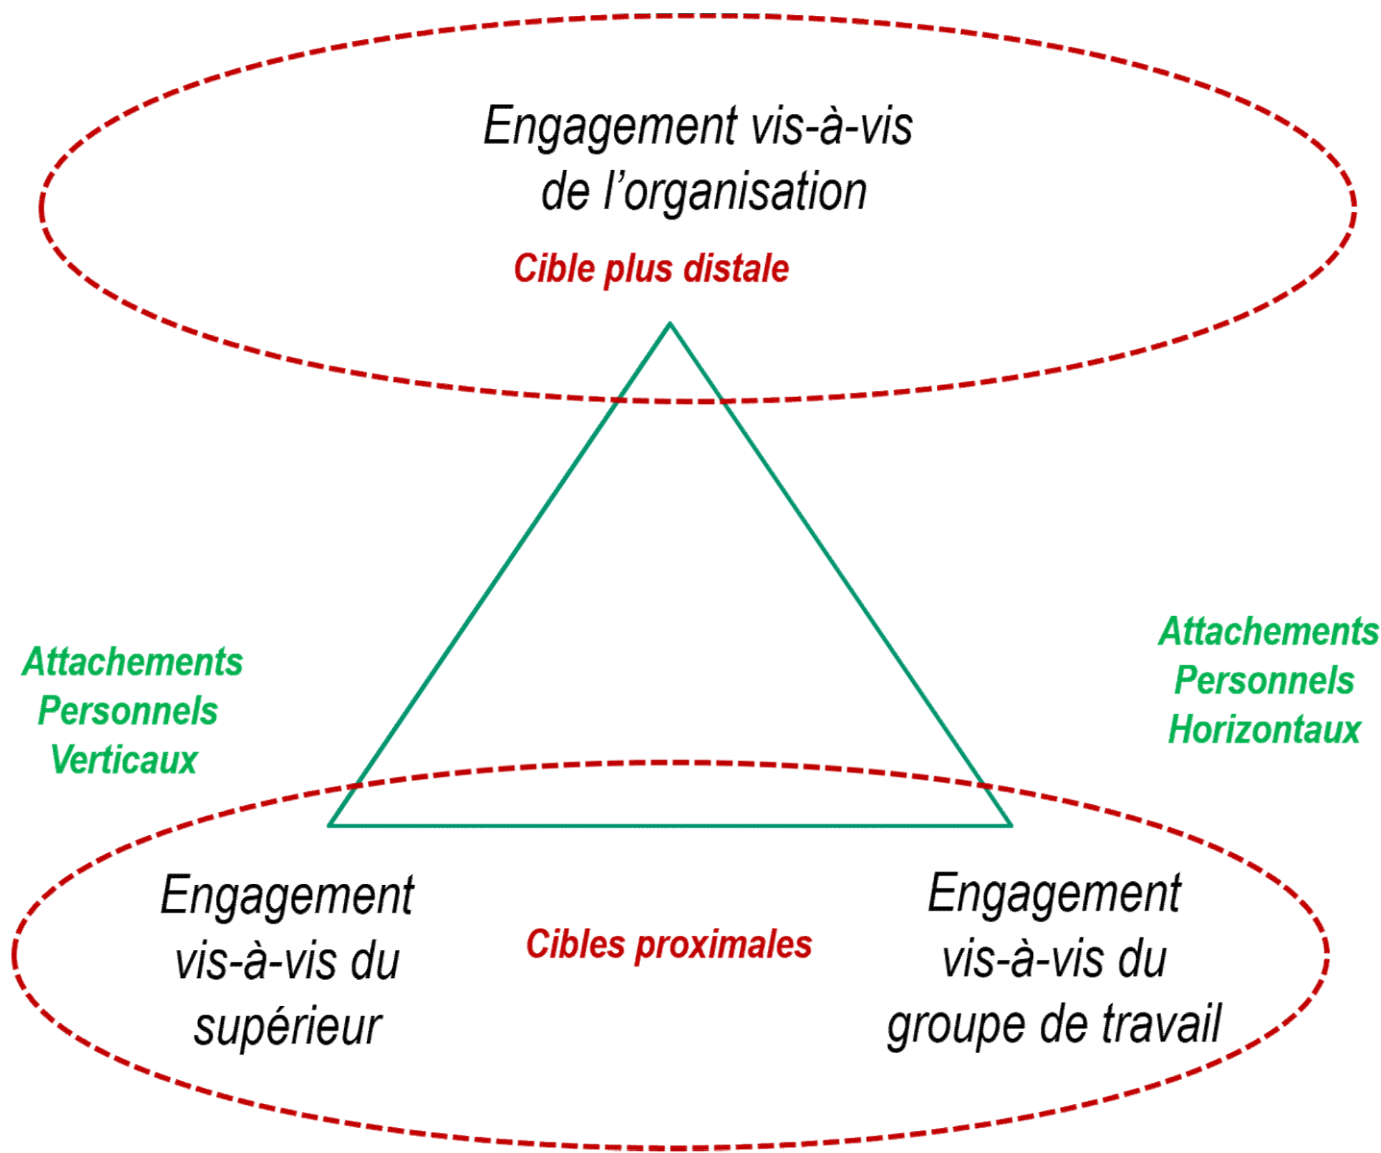 Engagement vis-à-vis
de l’organisation
Cible plus distale
Attachements
Personnels
Verticaux
Attachements
Personnels
Horizontaux
Engagement
vis-à-vis du
supérieur
Cibles proximales
Engagement
vis-à-vis du
groupe de travail